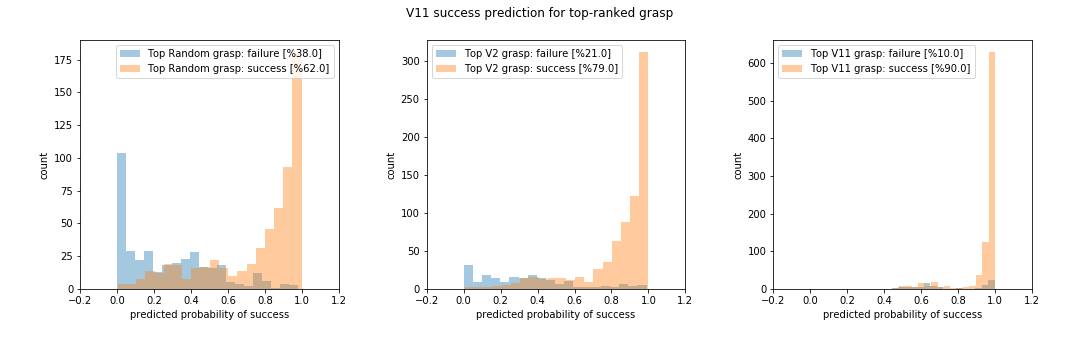 V11 success prediction for top-ranked grasp
Top Random grasp: failure [%38.0]
Top Random grasp: success [%62.0]
175
150
125
100
75
50
25
0
count
−0.2 0.0 0.2 0.4 0.6 0.8 1.0 1.2
predicted probability of success
Top V2 grasp: failure [%21.0]
Top V2 grasp: success [%79.0]
300
250
200
150
100
50
0
count
−0.2 0.0 0.2 0.4 0.6 0.8 1.0 1.2
predicted probability of success
Top V11 grasp: failure [%10.0]
Top V11 grasp: success [%90.0]
600
500
400
300
200
100
0
count
−0.2 0.0 0.2 0.4 0.6 0.8 1.0 1.2
predicted probability of success